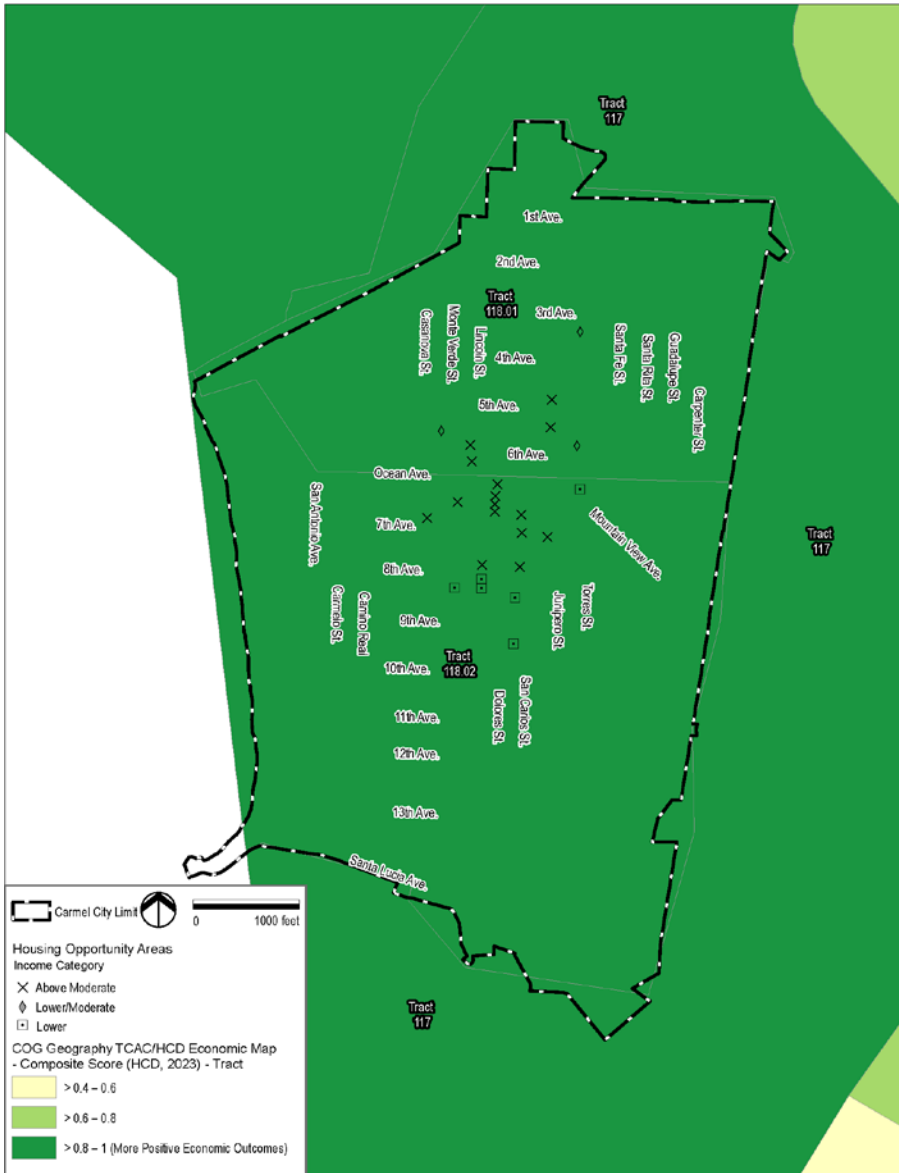 Tract
117
1st Ave.
2nd Ave.
Tract
118.01
3rd Ave.
Casanova St.
Monte Verde St.
Lincoln St.
4th Ave.
Santa Fe St.
Santa Rita St.
Guadalupe St.
Carpenter St.
5th Ave.
6th Ave.
Ocean Ave.
San Antonio Ave.
7th Ave.
Mountain View Ave.
Tract
117
8th Ave.
Carmelo St.
Camino Real
9th Ave.
Junipero St.
Torres St.
Tract
118.02
10th Ave.
Dolores St.
San Carlos St.
11th Ave.
12th Ave.
13th Ave.
Santa Lucia Ave.
Tract
117
Carmel City Limit
0 1000 feet
Housing Opportunity Areas
Income Category
Above Moderate
Lower/Moderate
Lower
COG Geography TCAC/HCD Economic Map
- Composite Score (HCD, 2023) - Tract
> 0.4 – 0.6
> 0.6 – 0.8
> 0.8 – 1 (More Positive Economic Outcomes)